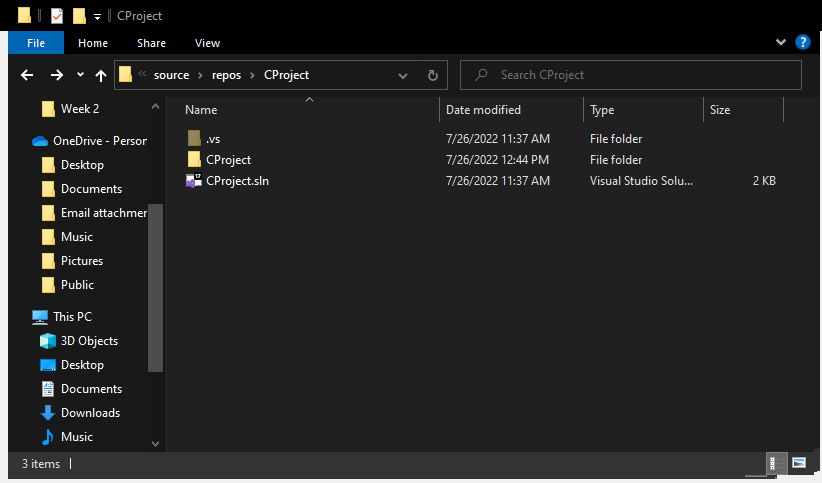 CProject
File Home Share View
source repos CProject Search CProject
Name Date modified Type Size
.vs 7/26/2022 11:37 AM File folder
CProject 7/26/2022 12:44 PM File folder
CProject.sln 7/26/2022 11:37 AM Visual Studio Solu... 2 KB
Week 2
OneDrive - Person
Desktop
Documents
Email attachmen
Music
Pictures
Public
This PC
3D Objects
Desktop
Documents
Downloads
Music
3 items